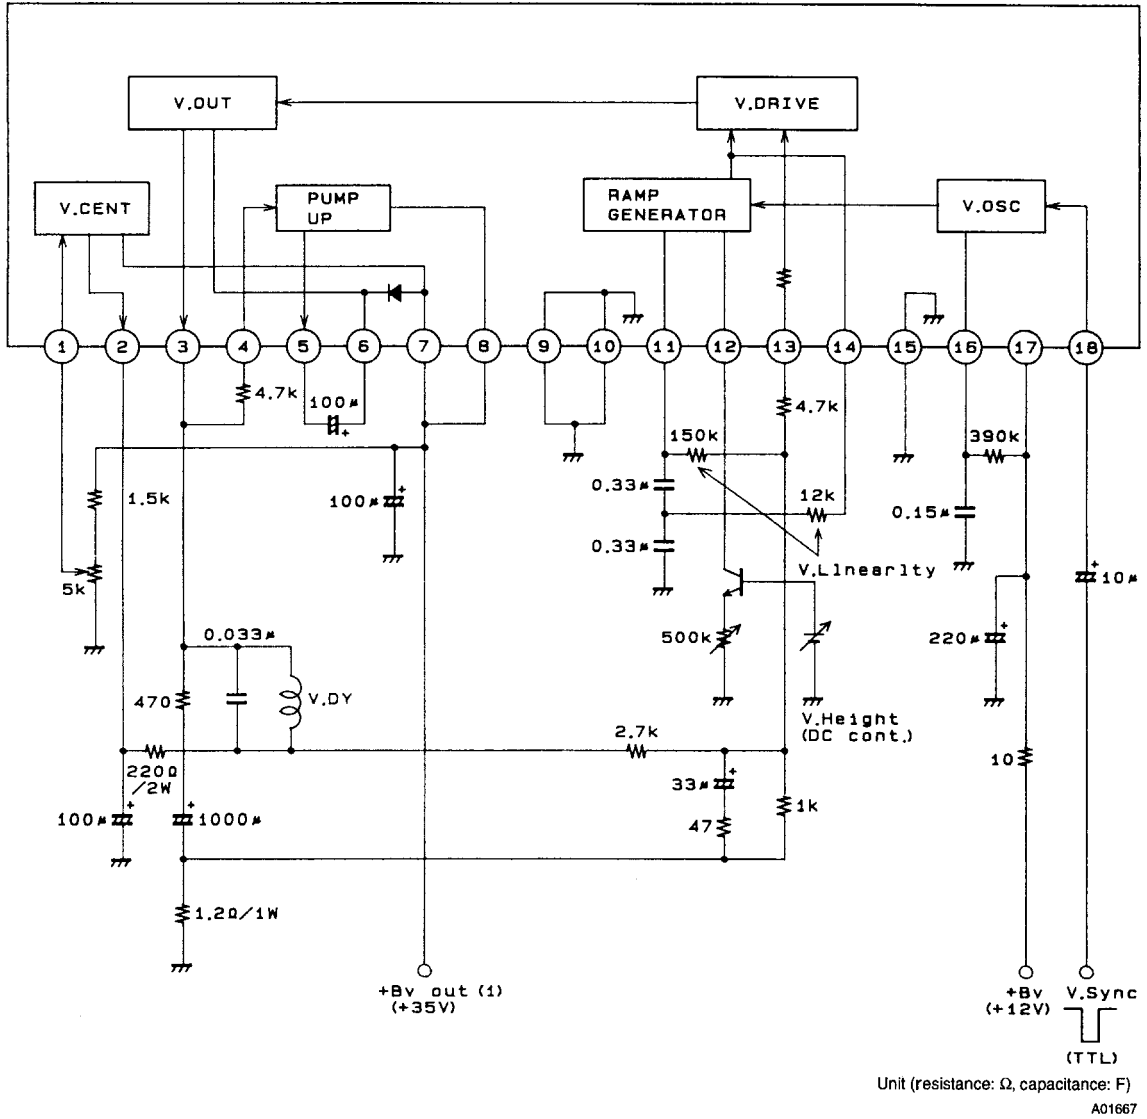 V.OUT
V.DRIVE
V.CENT
PUMP
UP
RAMP
GENERATOR
V.OSC
1
2
3
4
5
6
7
8
9
10
11
12
13
14
15
16
17
18
4.7k
100µ
+
4.7k
150k
390k
1.5k
100µ
+
0.33µ
12k
0.15µ
0.33µ
V.Linearity
+
10µ
5k
0.033µ
500k
220µ
+
470
V.DY
V.Height
(DC cont.)
2.7k
220Ω
/2W
33µ
+
10
1k
100µ
+
+
1000µ
47
1.2Ω/1W
+Bv out (1)
(+35V)
+Bv
(+12V)
V.Sync
(TTL)
Unit (resistance: Ω, capacitance: F)
A01667